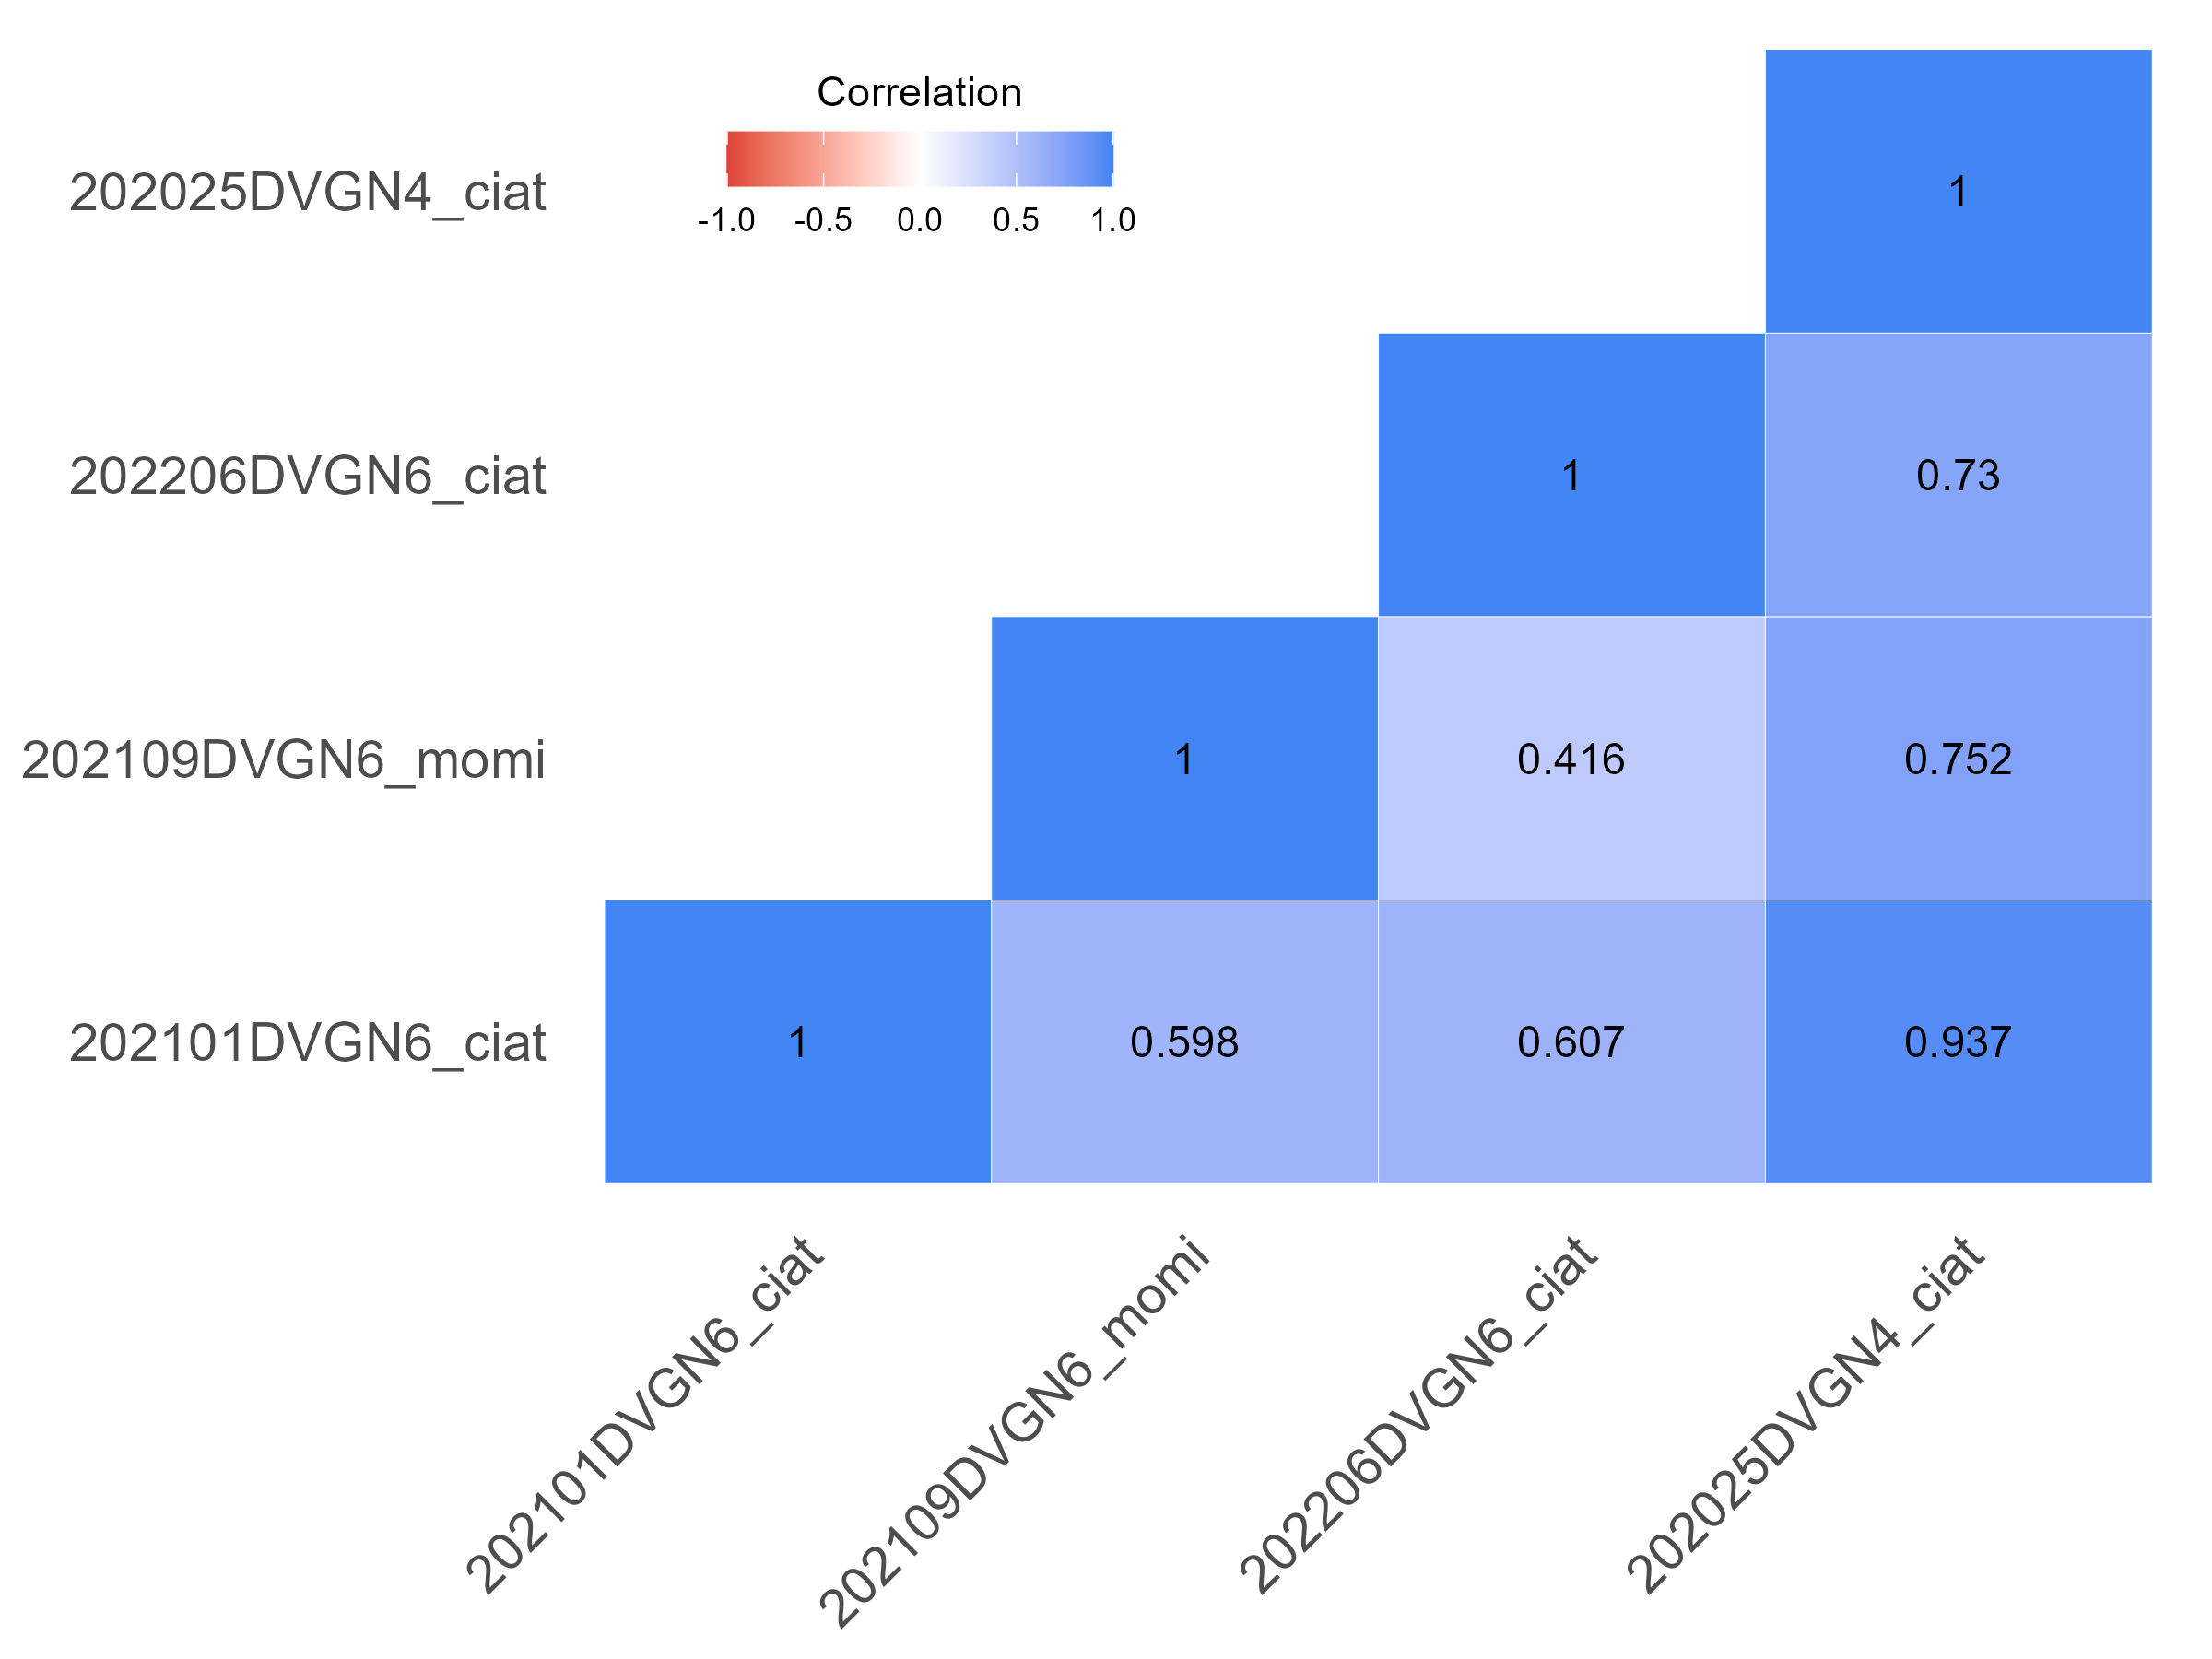 Correlation
-1.0 -0.5 0.0 0.5 1.0
202025DVGN4_ciat 1
202206DVGN6_ciat 1 0.73
202109DVGN6_momi 1 0.416 0.752
202101DVGN6_ciat 1 0.598 0.607 0.937
202101DVGN6_ciat
202109DVGN6_momi
202206DVGN6_ciat
202025DVGN4_ciat